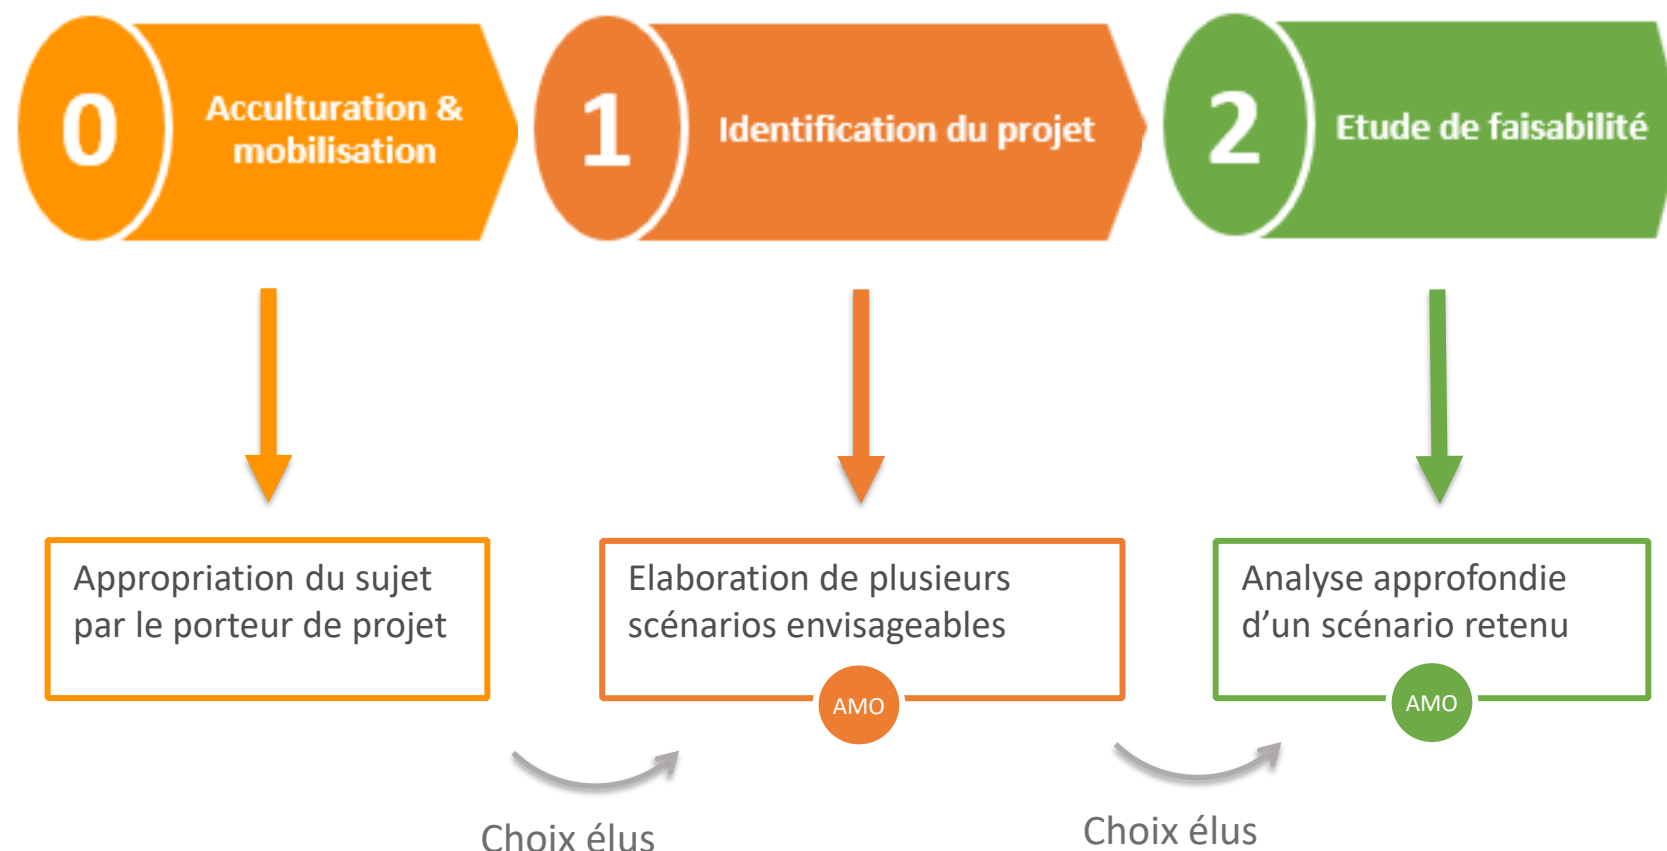 0
Acculturation &
mobilisation
1
Identification du projet
2
Etude de faisabilité
Appropriation du sujet
par le porteur de projet
Elaboration de plusieurs
scénarios envisageables
AMO
Analyse approfondie
d’un scénario retenu
AMO
Choix élus
Choix élus